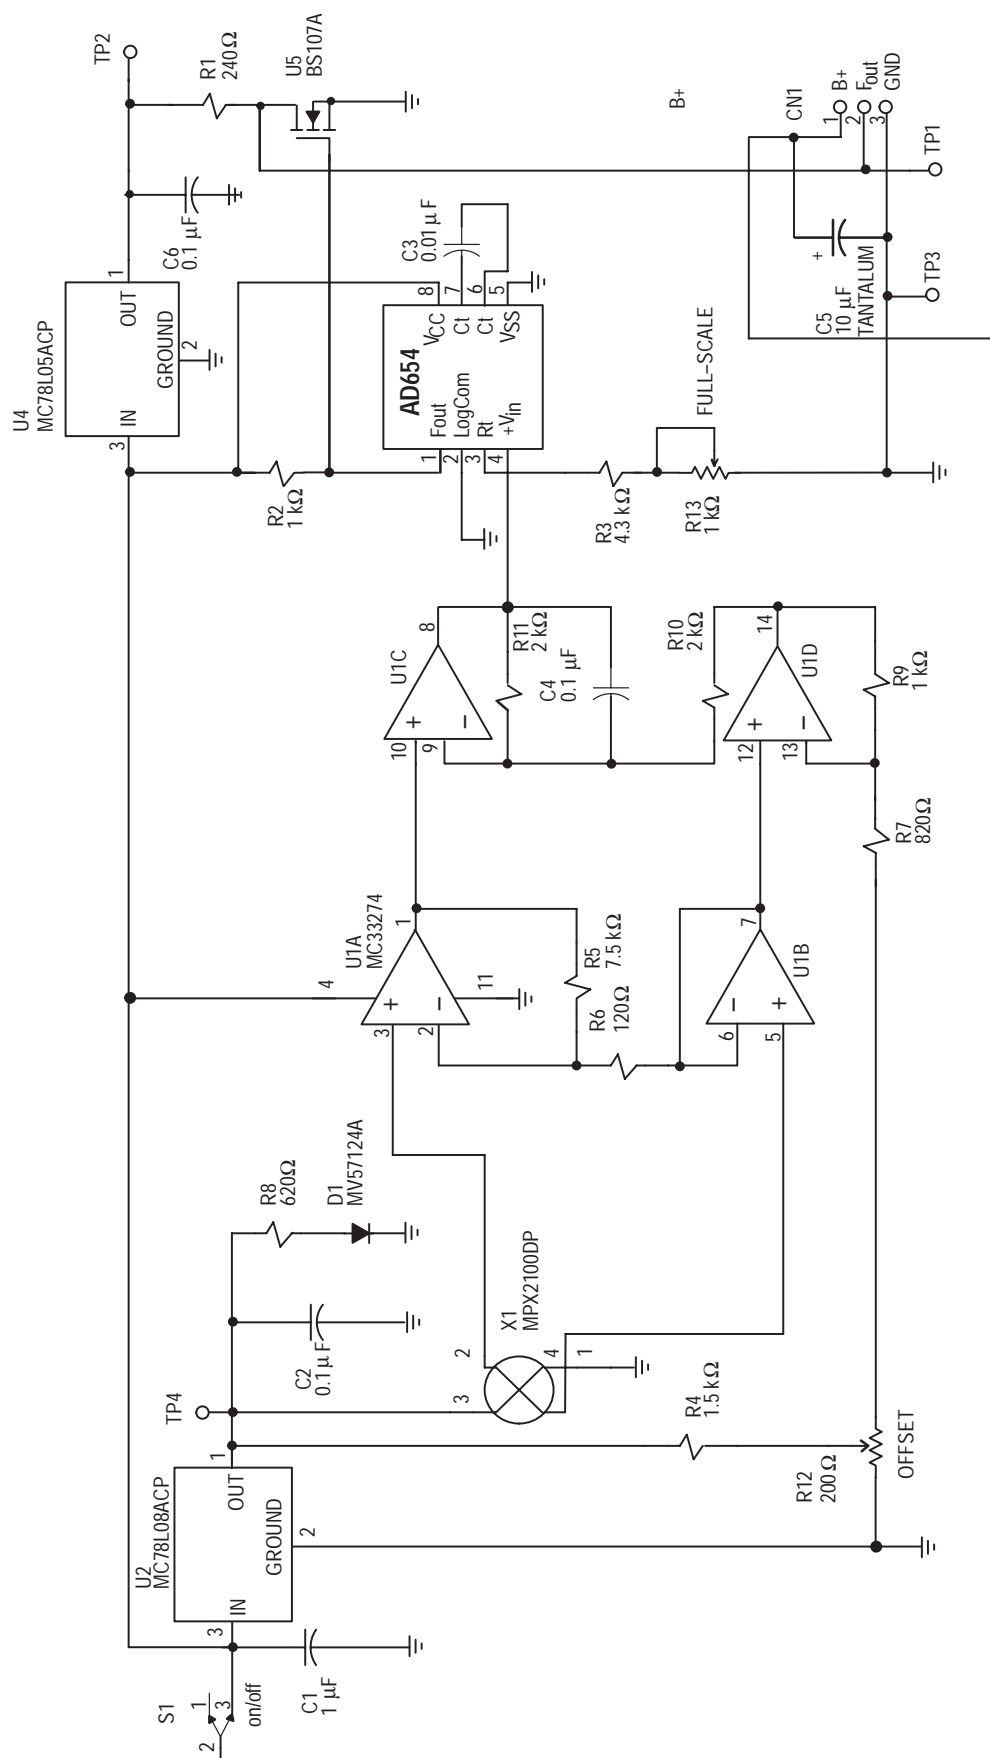 S1
1
2
3
on/off
C1
1 μF
U2
MC78L08ACP
3
IN
OUT
1
GROUND
2
TP4
C2
0.1 μF
R8
620Ω
D1
MV57124A
X1
MPX2100DP
3
2
4
1
R4
1.5 kΩ
R12
200 Ω
OFFSET
U1A
MC33274
4
3
+
2
–
1
11
R5
7.5 kΩ
R6
120Ω
6
–
5
+
7
U1B
R7
820Ω
U1C
10
+
9
–
8
R11
2 kΩ
C4
0.1 μF
R10
2 kΩ
12
+
13
–
14
U1D
R9
1 kΩ
U4
MC78L05ACP
3
IN
OUT
1
GROUND
2
R2
1 kΩ
AD654
1
Fout
2
LogCom
3
Rt
4
+Vin
VCC
8
Ct
7
Ct
6
VSS
5
C3
0.01 μF
R3
4.3 kΩ
R13
1 kΩ
FULL–SCALE
C6
0.1 μF
TP2
R1
240Ω
U5
BS107A
B+
CN1
1
B+
2
Fout
3
GND
+
C5
10 μF
TANTALUM
TP3
TP1